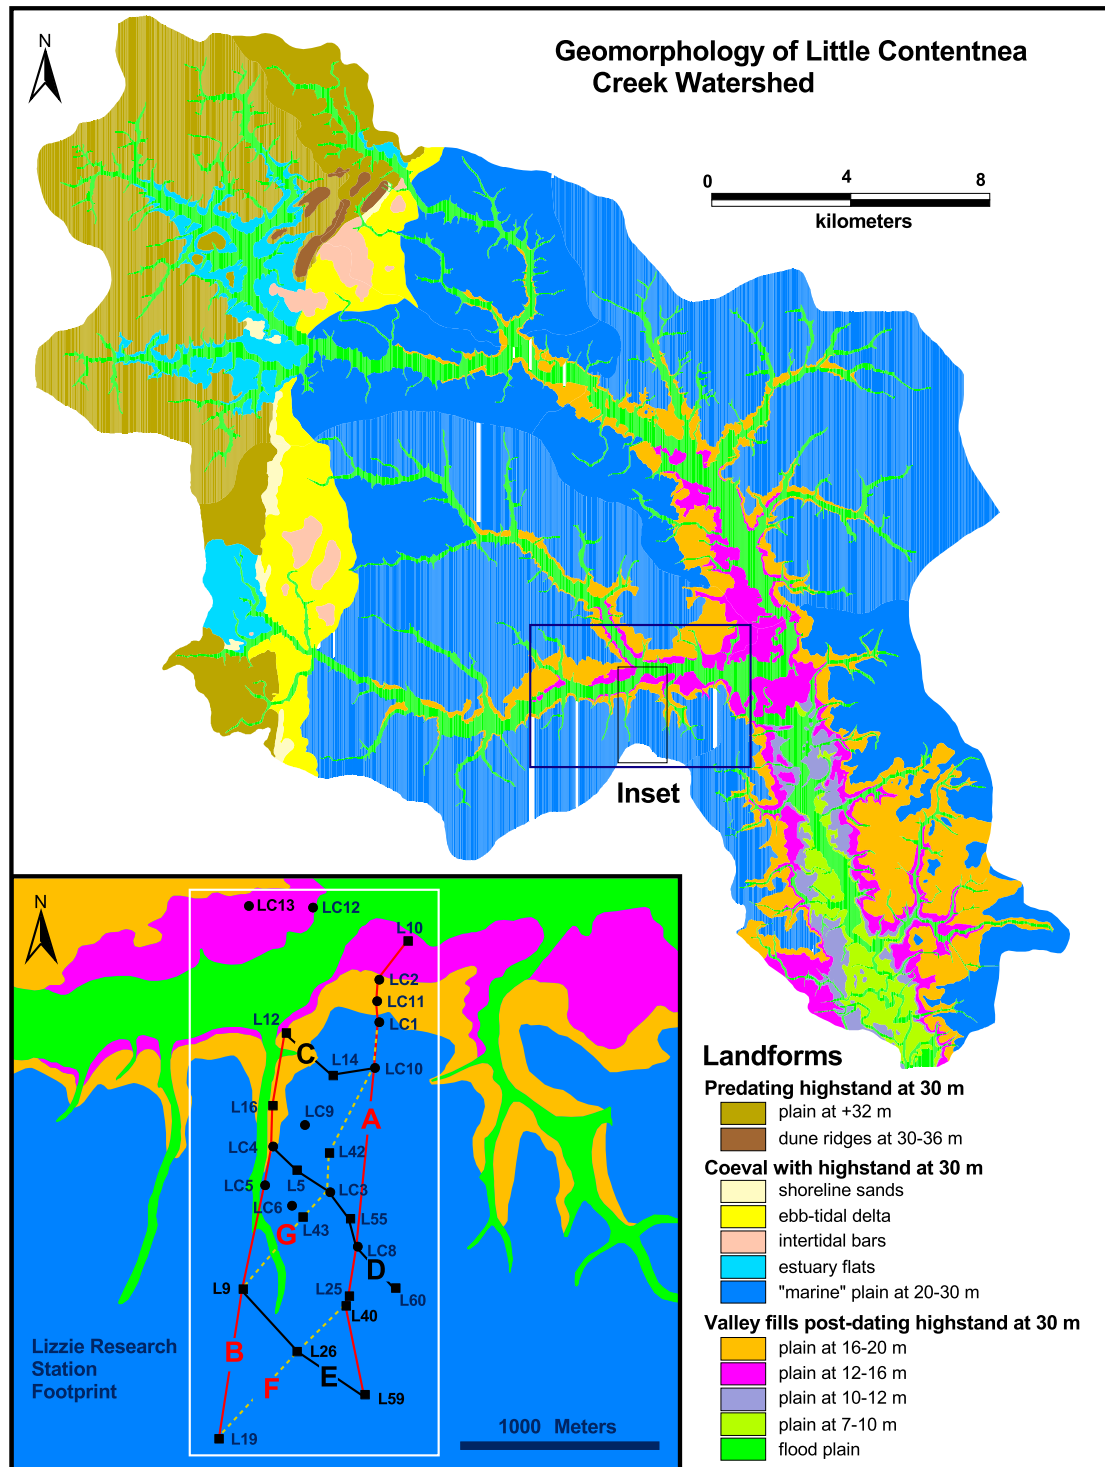 N
Geomorphology of Little Contentnea
Creek Watershed
0 4 8
kilometers
Inset
N
LC13
LC12
L10
LC2
LC11
LC1
L12
C
L14
LC10
L16
LC9
A
LC4
L42
L5
LC5
LC3
LC6
L43
L55
G
LC8
D
L9
L25
L60
L40
Lizzie Research
Station
Footprint
B
L26
E
F
L59
L19
1000 Meters
Landforms
Predating highstand at 30 m
plain at +32 m
dune ridges at 30-36 m
Coeval with highstand at 30 m
shoreline sands
ebb-tidal delta
intertidal bars
estuary flats
"marine" plain at 20-30 m
Valley fills post-dating highstand at 30 m
plain at 16-20 m
plain at 12-16 m
plain at 10-12 m
plain at 7-10 m
flood plain